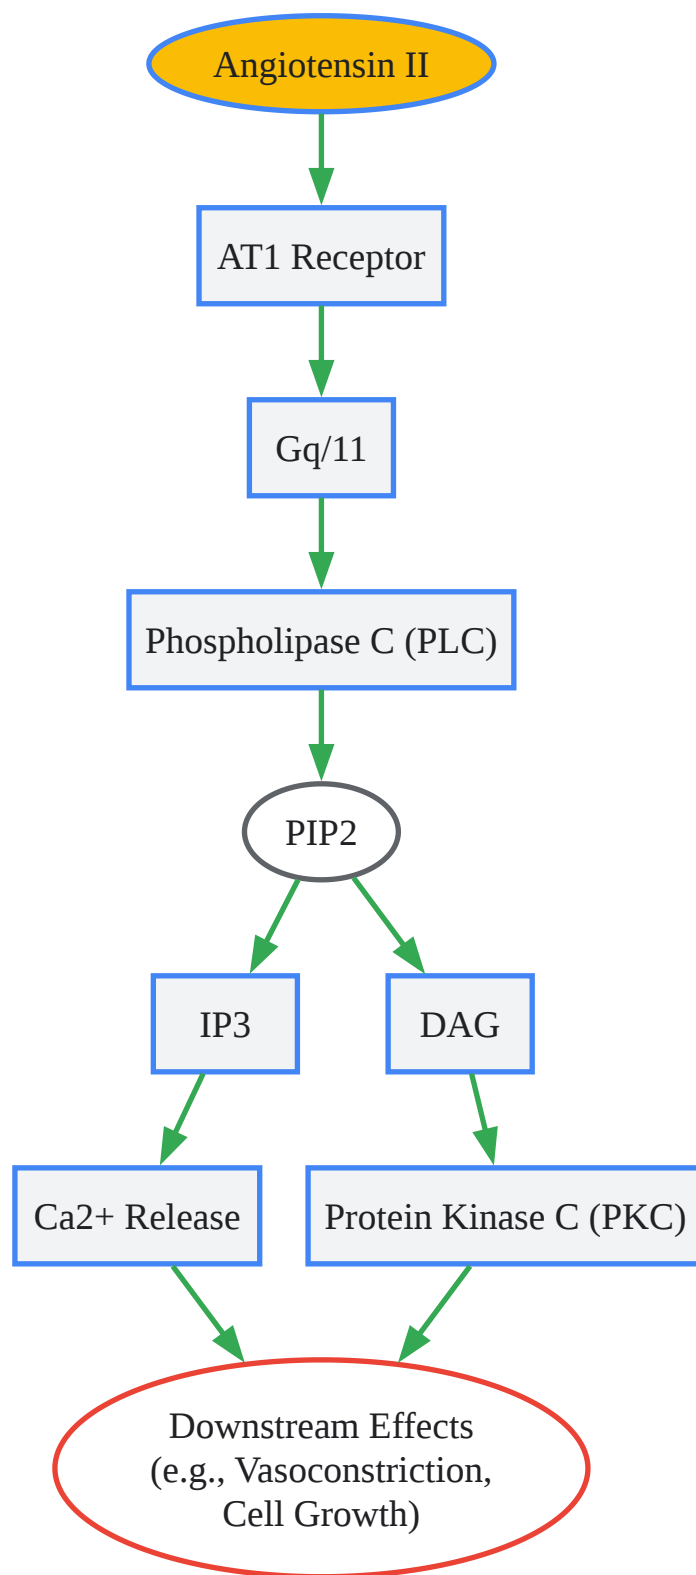 Angiotensin II
AT1 Receptor
Gq/11
Phospholipase C (PLC)
PIP2
IP3
DAG
Ca2+ Release
Protein Kinase C (PKC)
Downstream Effects
(e.g., Vasoconstriction,
Cell Growth)